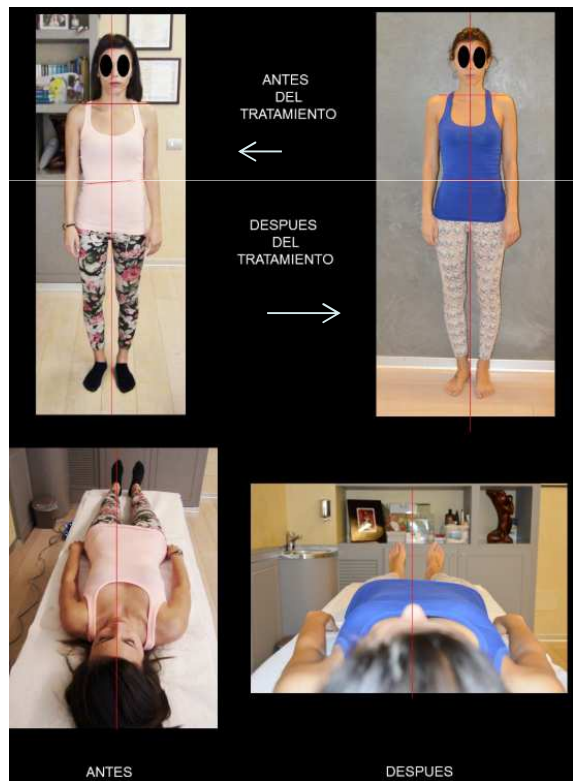 ANTES
DEL
TRATAMIENTO
DESPUES
DEL
TRATAMIENTO
ANTES
DESPUES